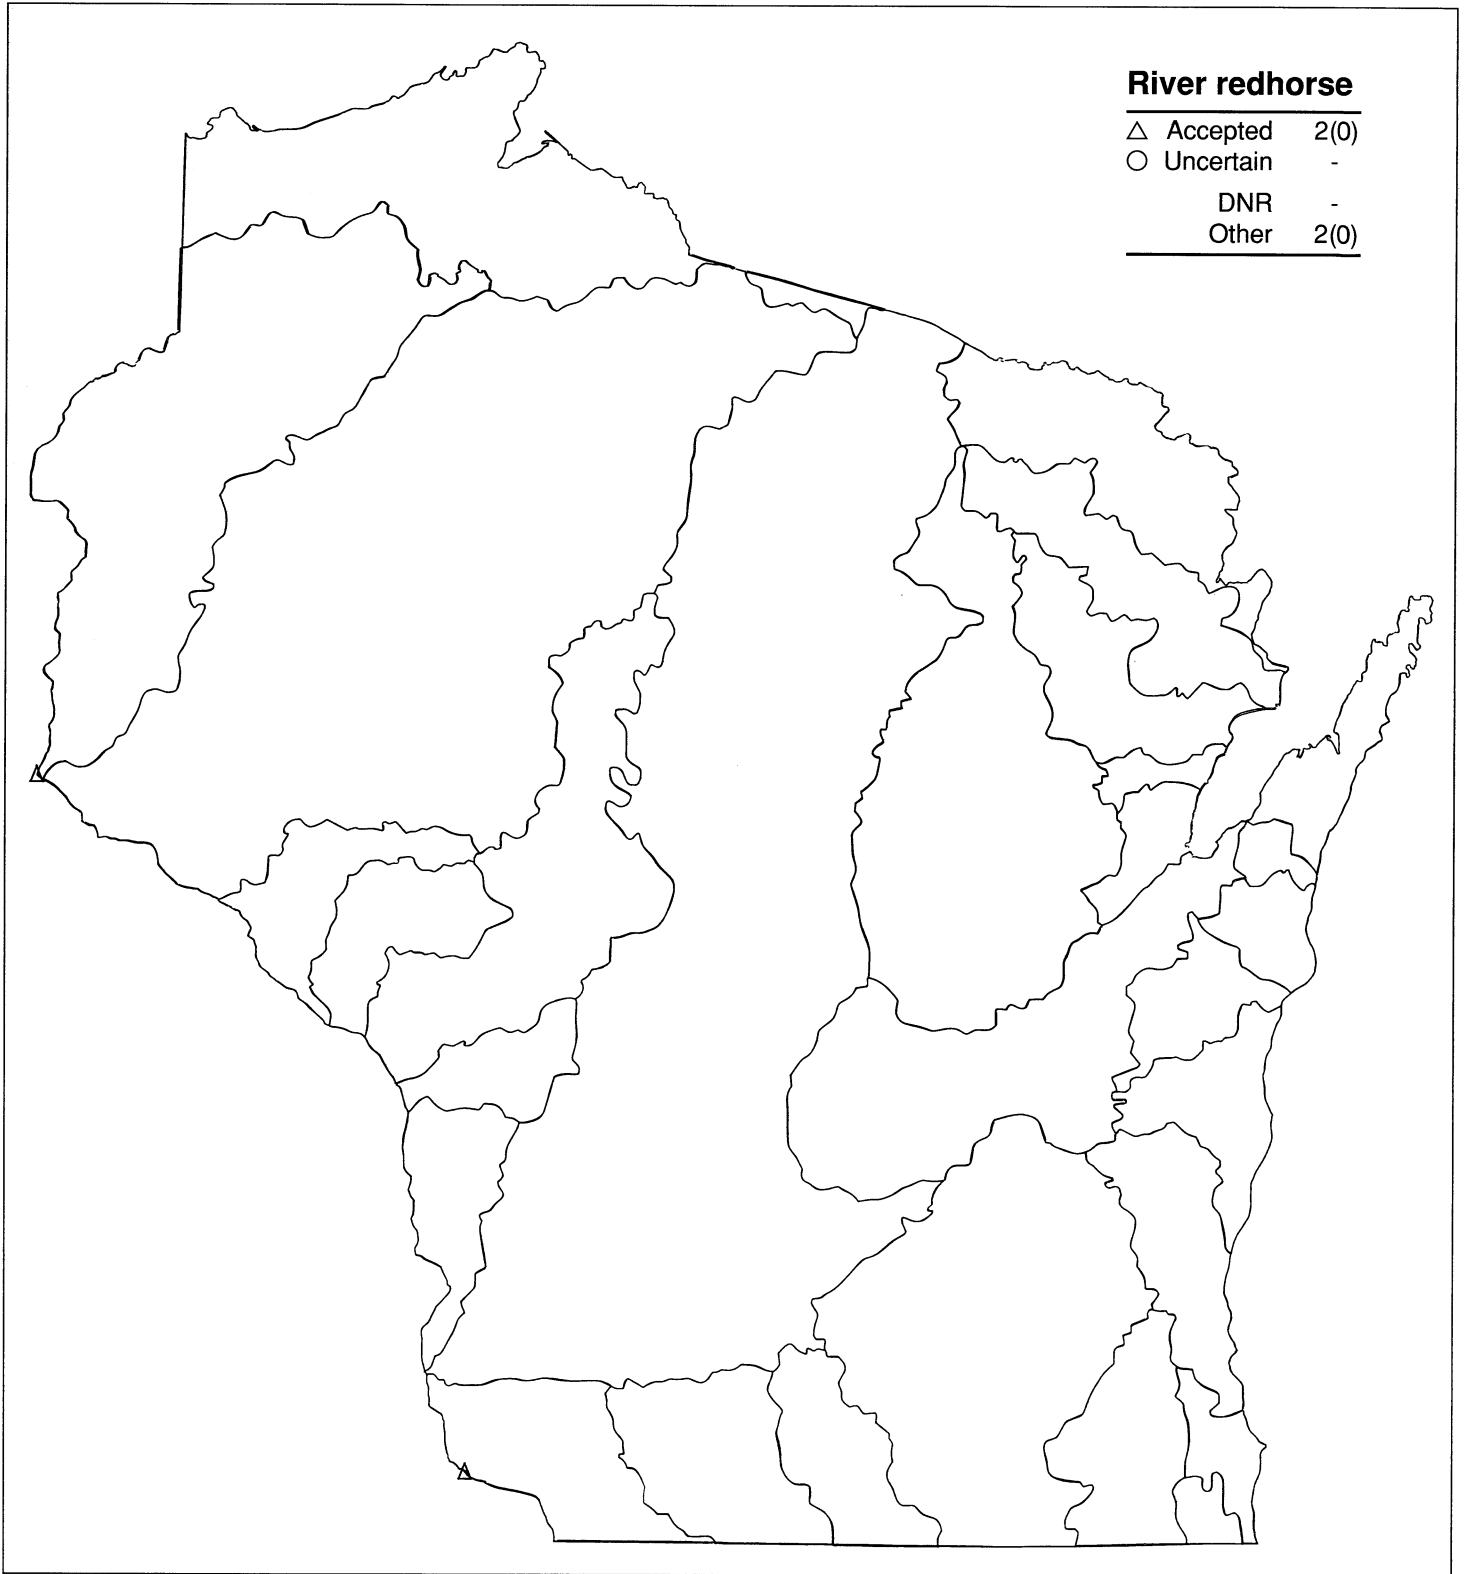 River redhorse
△ Accepted 2(0)
○ Uncertain -
DNR -
Other 2(0)